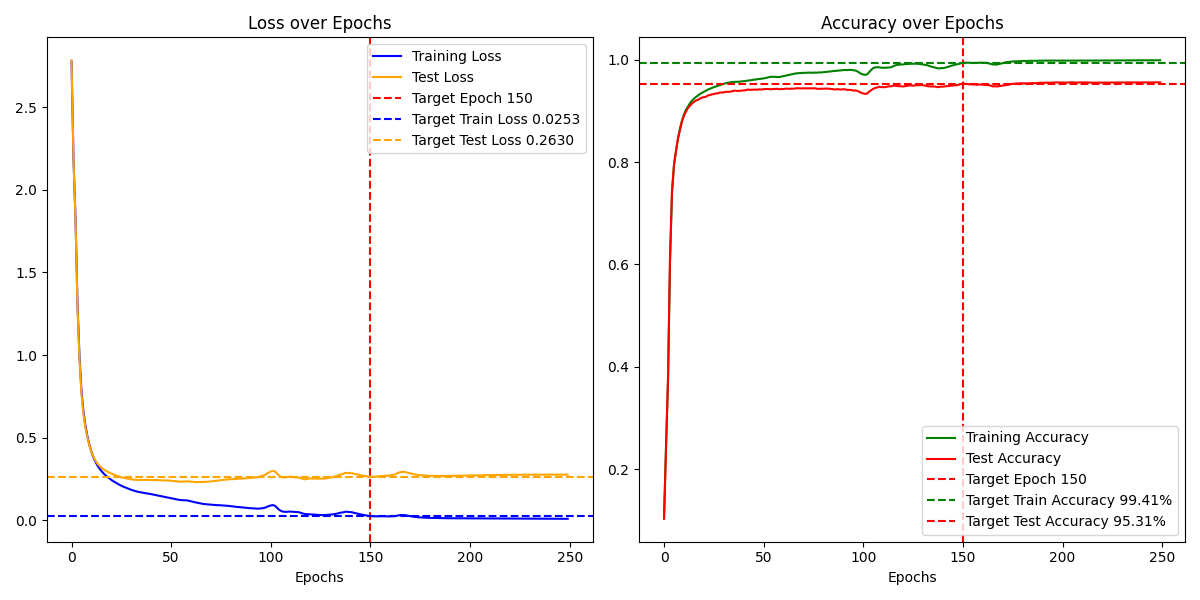 Loss over Epochs
2.5
2.0
1.5
1.0
0.5
0.0
0 50 100 150 200 250
Epochs
Training Loss
Test Loss
Target Epoch 150
Target Train Loss 0.0253
Target Test Loss 0.2630
Accuracy over Epochs
1.0
0.8
0.6
0.4
0.2
0 50 100 150 200 250
Epochs
Training Accuracy
Test Accuracy
Target Epoch 150
Target Train Accuracy 99.41%
Target Test Accuracy 95.31%